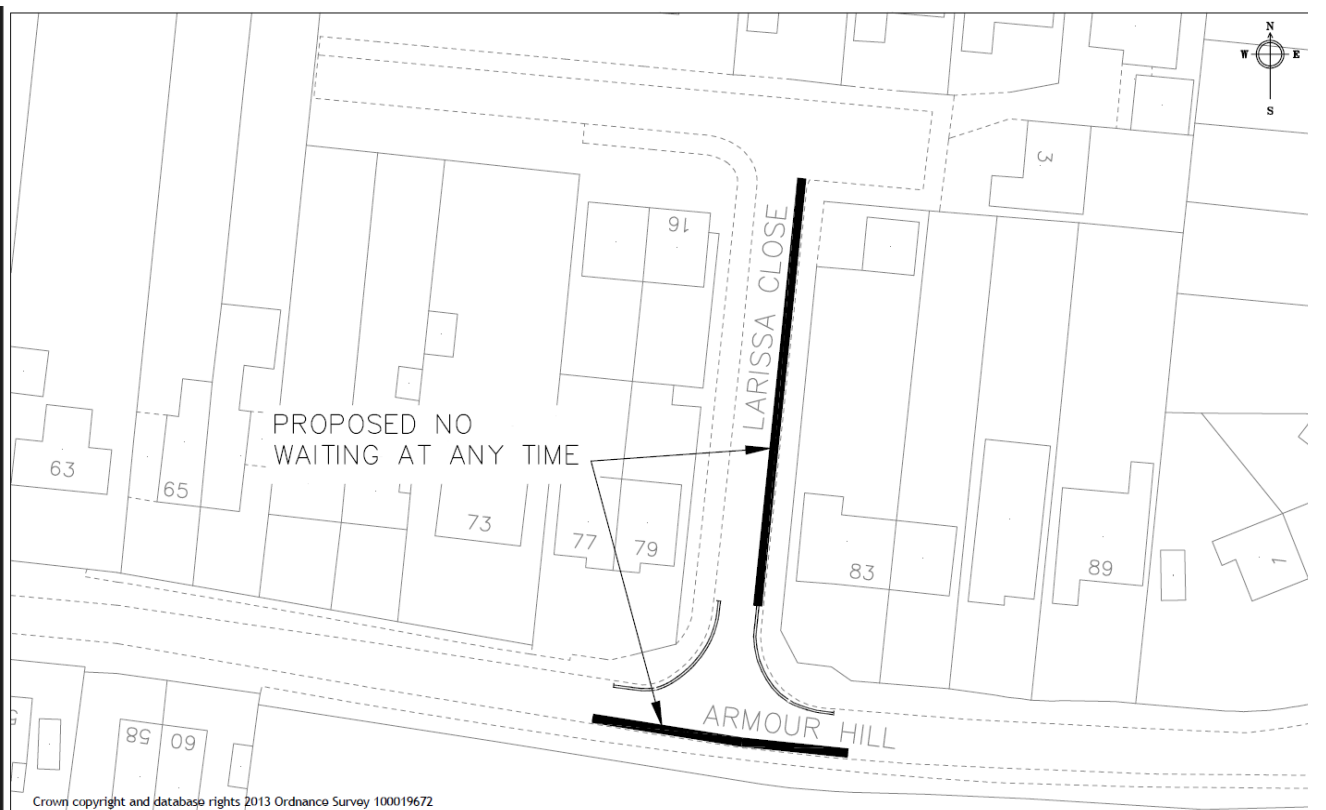 N
W E
S
3
16
LARISSA CLOSE
PROPOSED NO
WAITING AT ANY TIME
63
65
73
77
79
83
89
1
ARMOUR HILL
58
60
Crown copyright and database rights 2013 Ordnance Survey 100019672